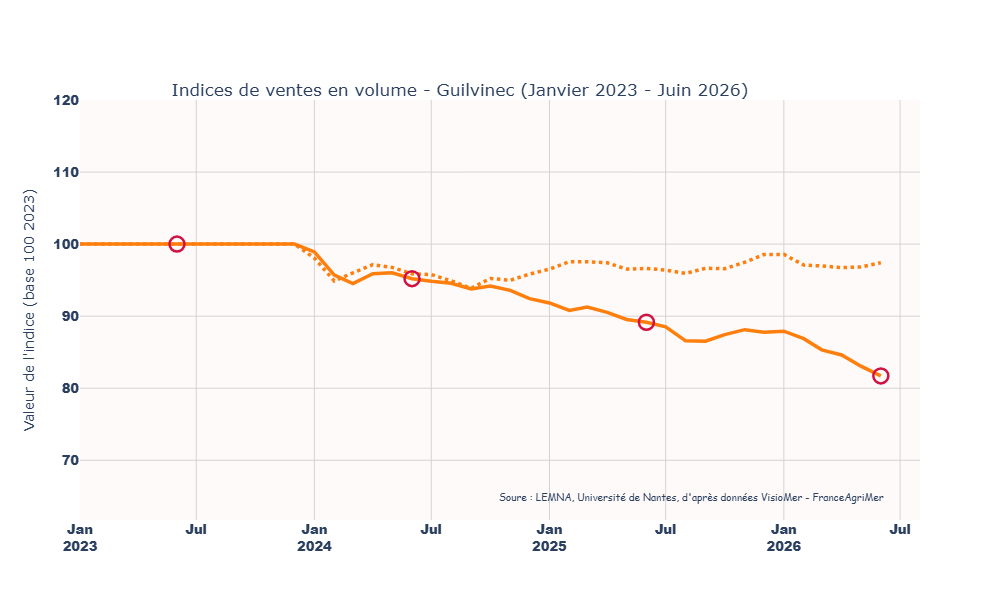 Indices de ventes en volume - Guilvinec (Janvier 2023 - Juin 2026)
120
110
100
90
80
70
Valeur de l'indice (base 100 2023)
Soure : LEMNA, Université de Nantes, d'après données VisioMer - FranceAgriMer
Jan Jul Jan Jul Jan Jul Jan Jul
2023 2024 2025 2026